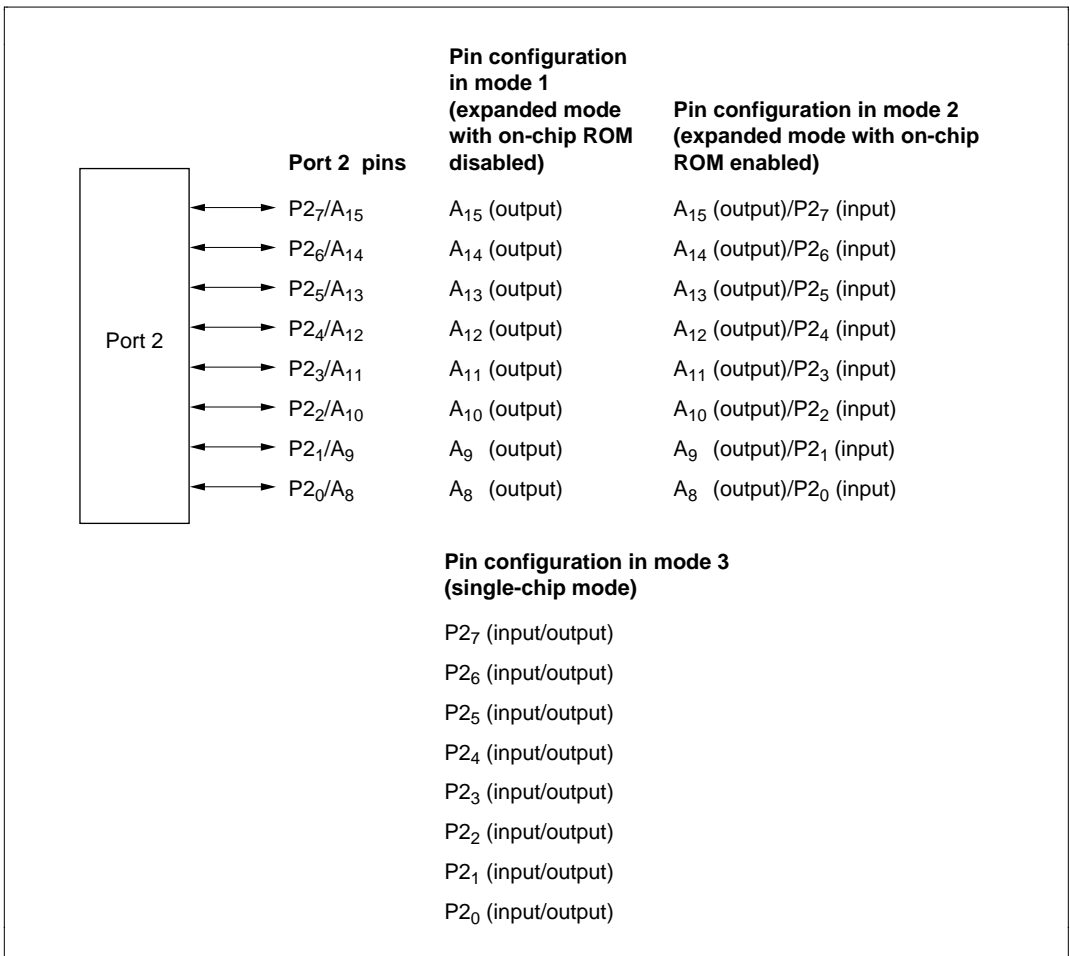 Pin configuration
in mode 1
(expanded mode
with on-chip ROM
disabled)
Pin configuration in mode 2
(expanded mode with on-chip
ROM enabled)
Port 2 pins
Port 2
P2₇/A₁₅ A₁₅ (output) A₁₅ (output)/P2₇ (input)
P2₆/A₁₄ A₁₄ (output) A₁₄ (output)/P2₆ (input)
P2₅/A₁₃ A₁₃ (output) A₁₃ (output)/P2₅ (input)
P2₄/A₁₂ A₁₂ (output) A₁₂ (output)/P2₄ (input)
P2₃/A₁₁ A₁₁ (output) A₁₁ (output)/P2₃ (input)
P2₂/A₁₀ A₁₀ (output) A₁₀ (output)/P2₂ (input)
P2₁/A₉ A₉ (output) A₉ (output)/P2₁ (input)
P2₀/A₈ A₈ (output) A₈ (output)/P2₀ (input)
Pin configuration in mode 3
(single-chip mode)
P2₇ (input/output)
P2₆ (input/output)
P2₅ (input/output)
P2₄ (input/output)
P2₃ (input/output)
P2₂ (input/output)
P2₁ (input/output)
P2₀ (input/output)